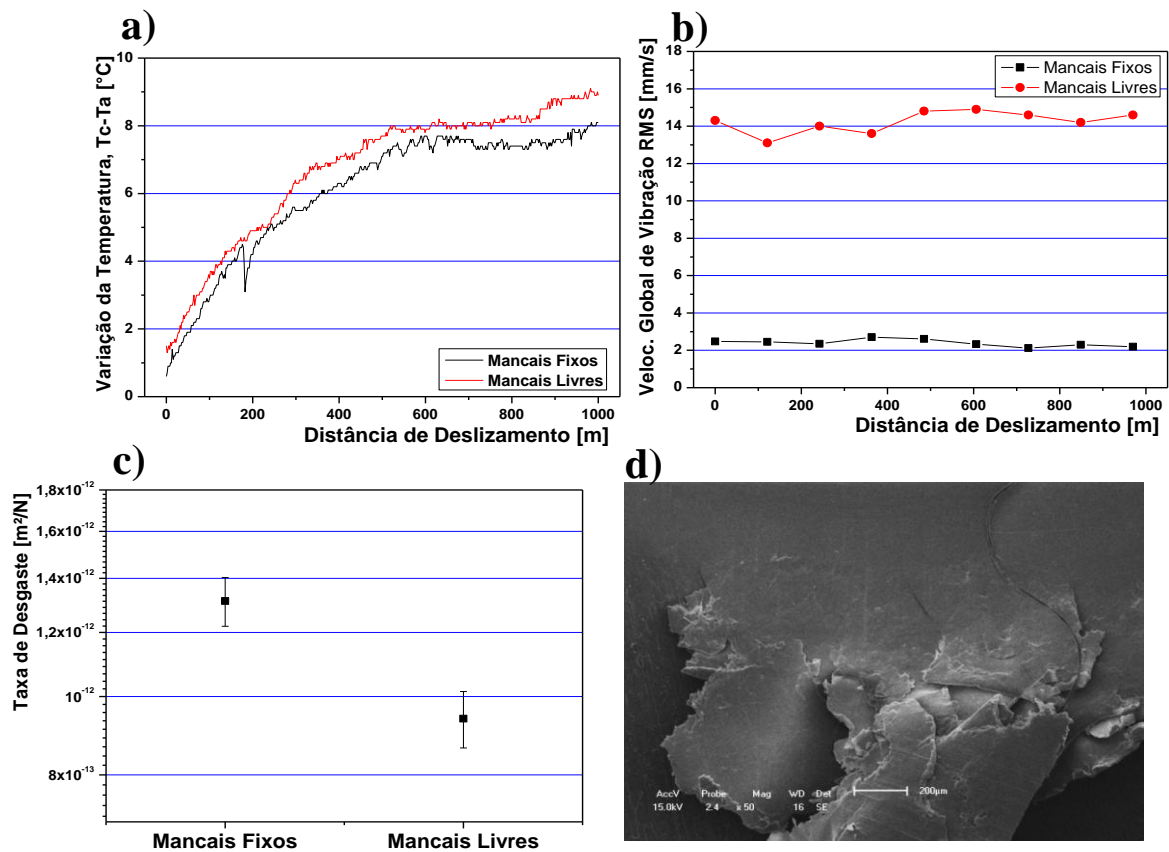 a)
Variação da Temperatura, Tc-Ta [°C]
10
8
6
4
2
0
Mancais Fixos
Mancais Livres
0 200 400 600 800 1000
Distância de Deslizamento [m]
b)
Veloc. Global de Vibração RMS [mm/s]
18
16
14
12
10
8
6
4
2
0
Mancais Fixos
Mancais Livres
0 200 400 600 800 1000
Distância de Deslizamento [m]
c)
Taxa de Desgaste [m²/N]
1,8x10⁻¹²
1,6x10⁻¹²
1,4x10⁻¹²
1,2x10⁻¹²
10⁻¹²
8x10⁻¹³
Mancais Fixos Mancais Livres
d)
AccV Probe Mag WD Det
15.0kV 2.4 x 50 16 SE 200µm